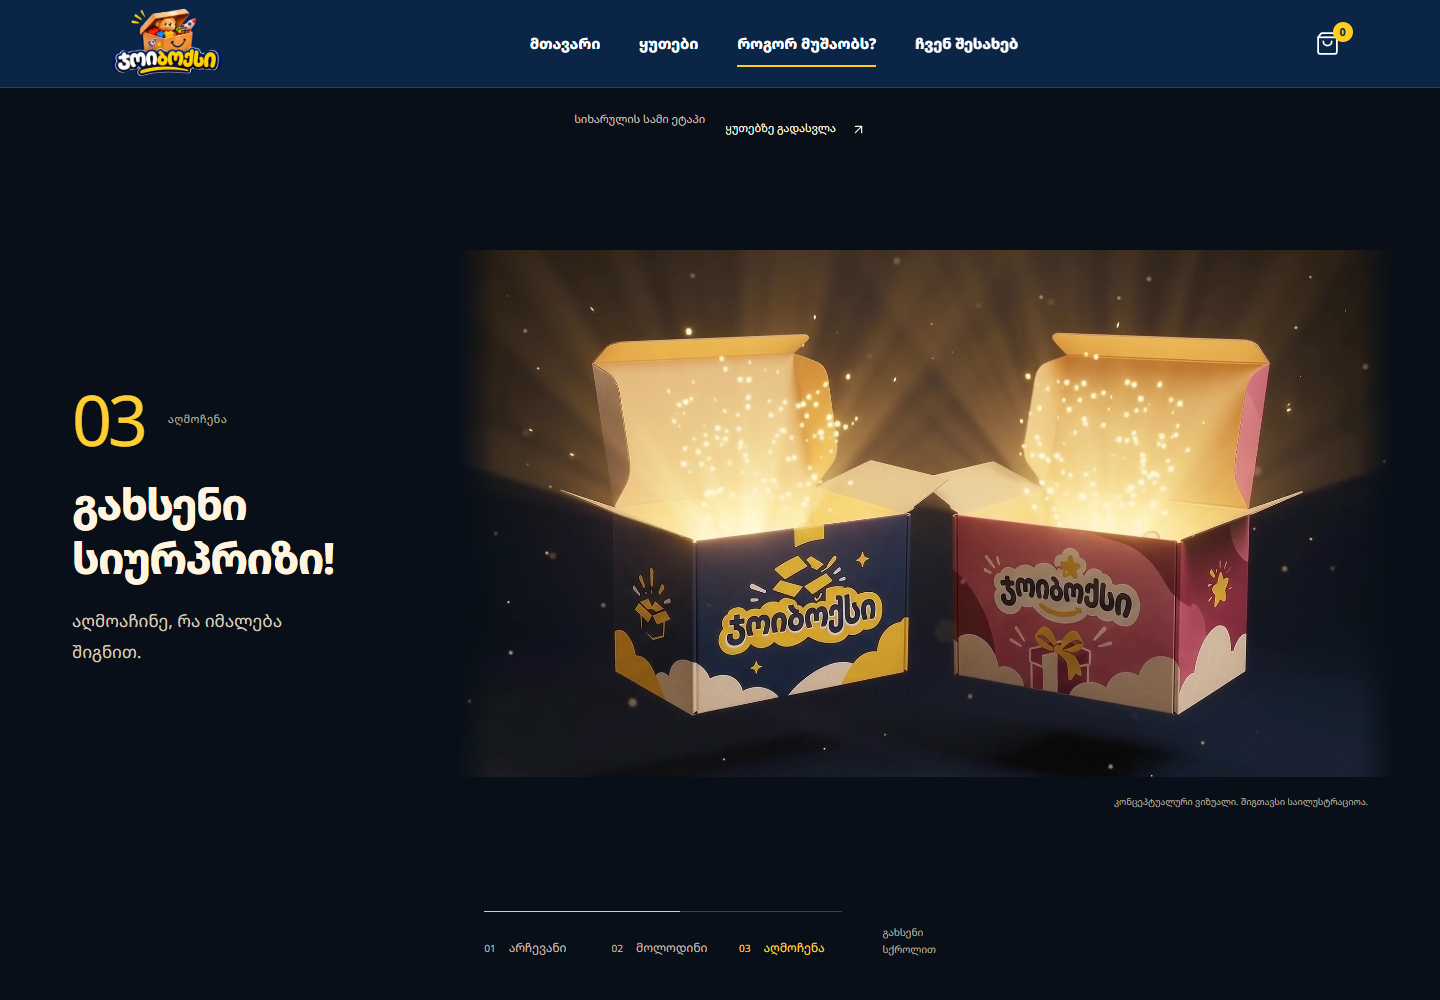 ჯოიბოქსი
მთავარი
ყუთები
როგორ მუშაობს?
ჩვენ შესახებ
0
სიხარულის სამი ეტაპი
ყუთებზე გადასვლა
03
აღმოჩენა
გახსენი
სიურპრიზი!
აღმოაჩინე, რა იმალება
შიგნით.
ჯოიბოქსი
ჯოიბოქსი
კონცეპტუალური ვიზუალი. შიგთავსი საილუსტრაციოა.
01 არჩევანი
02 მოლოდინი
03 აღმოჩენა
გახსენი
სქროლით